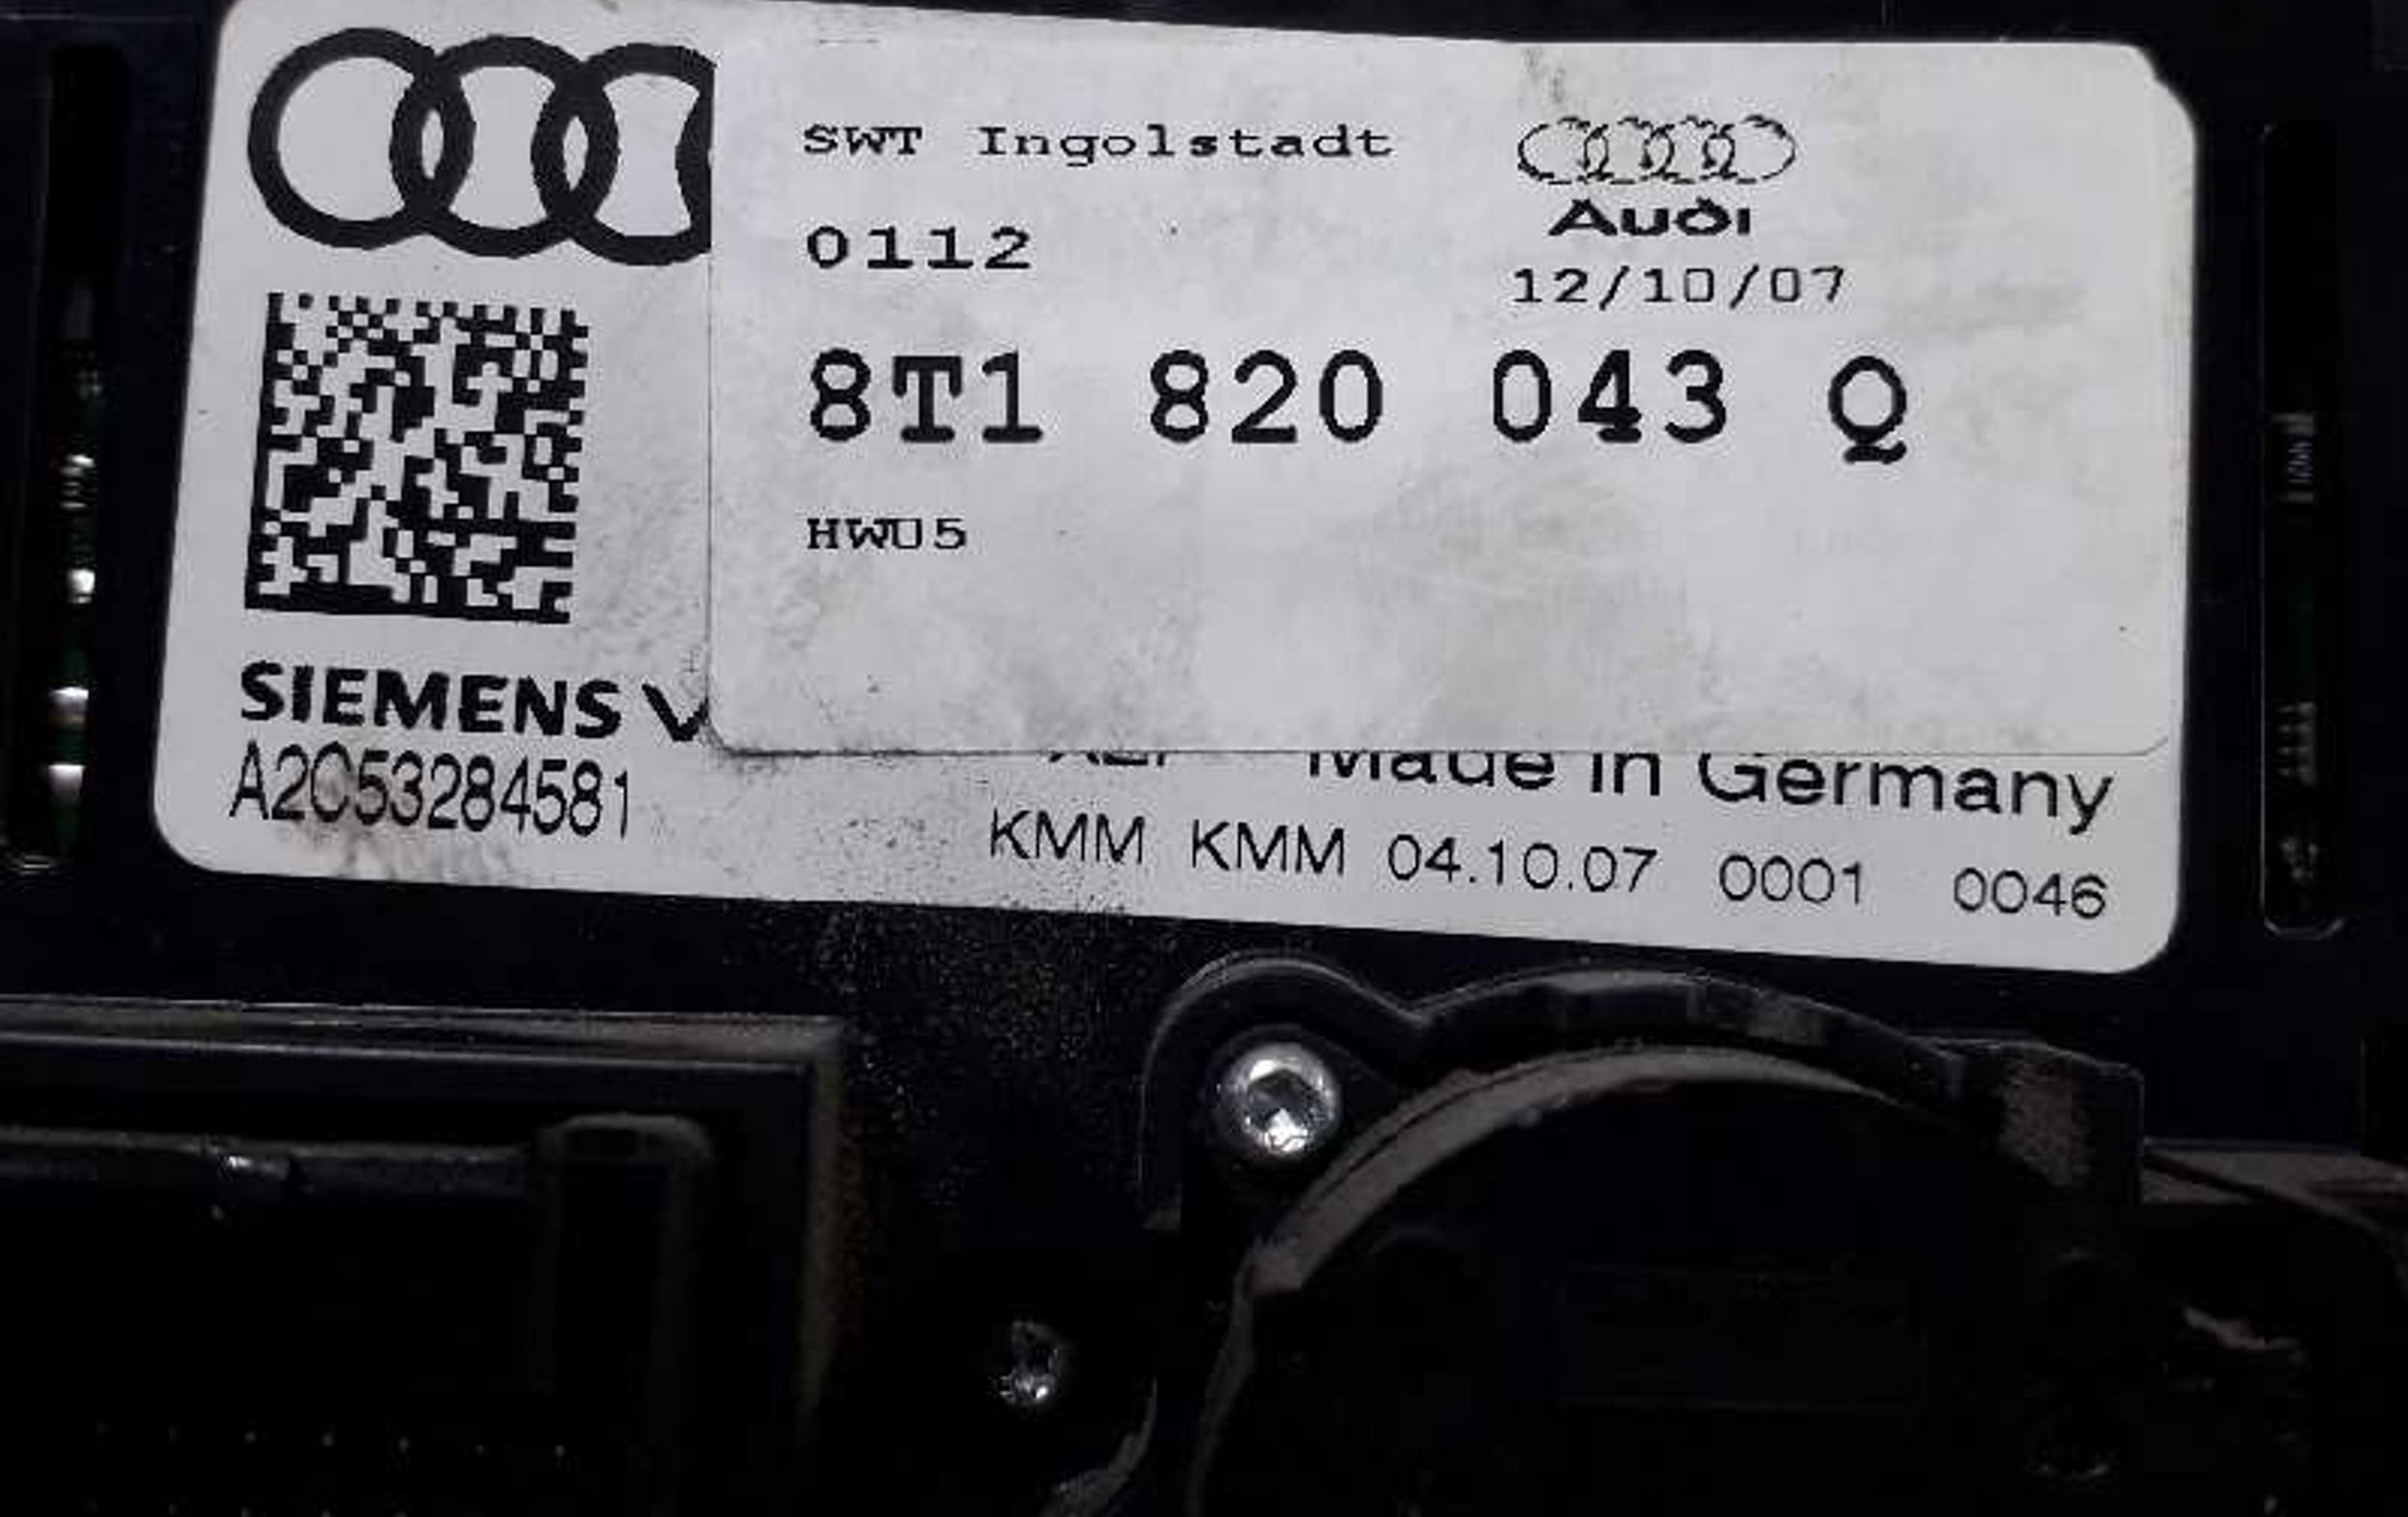 SWT Ingolstadt
Audi
0112
12/10/07
8T1 820 043 Q
HW05
SIEMENS V
Made in Germany
A2C53284581
KMM KMM 04.10.07 0001 0046